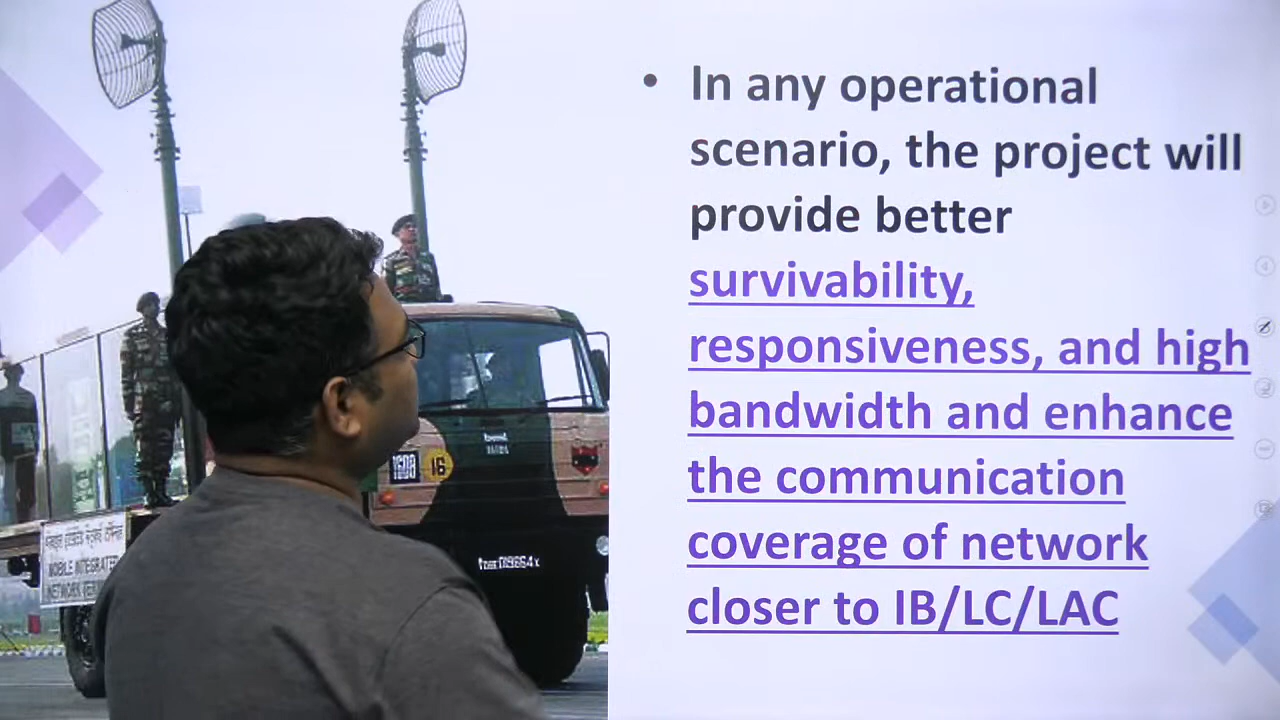 • In any operational
scenario, the project will
provide better
survivability,
responsiveness, and high
bandwidth and enhance
the communication
coverage of network
closer to IB/LC/LAC
16
MOBILE INTEGRATED
NETWORK